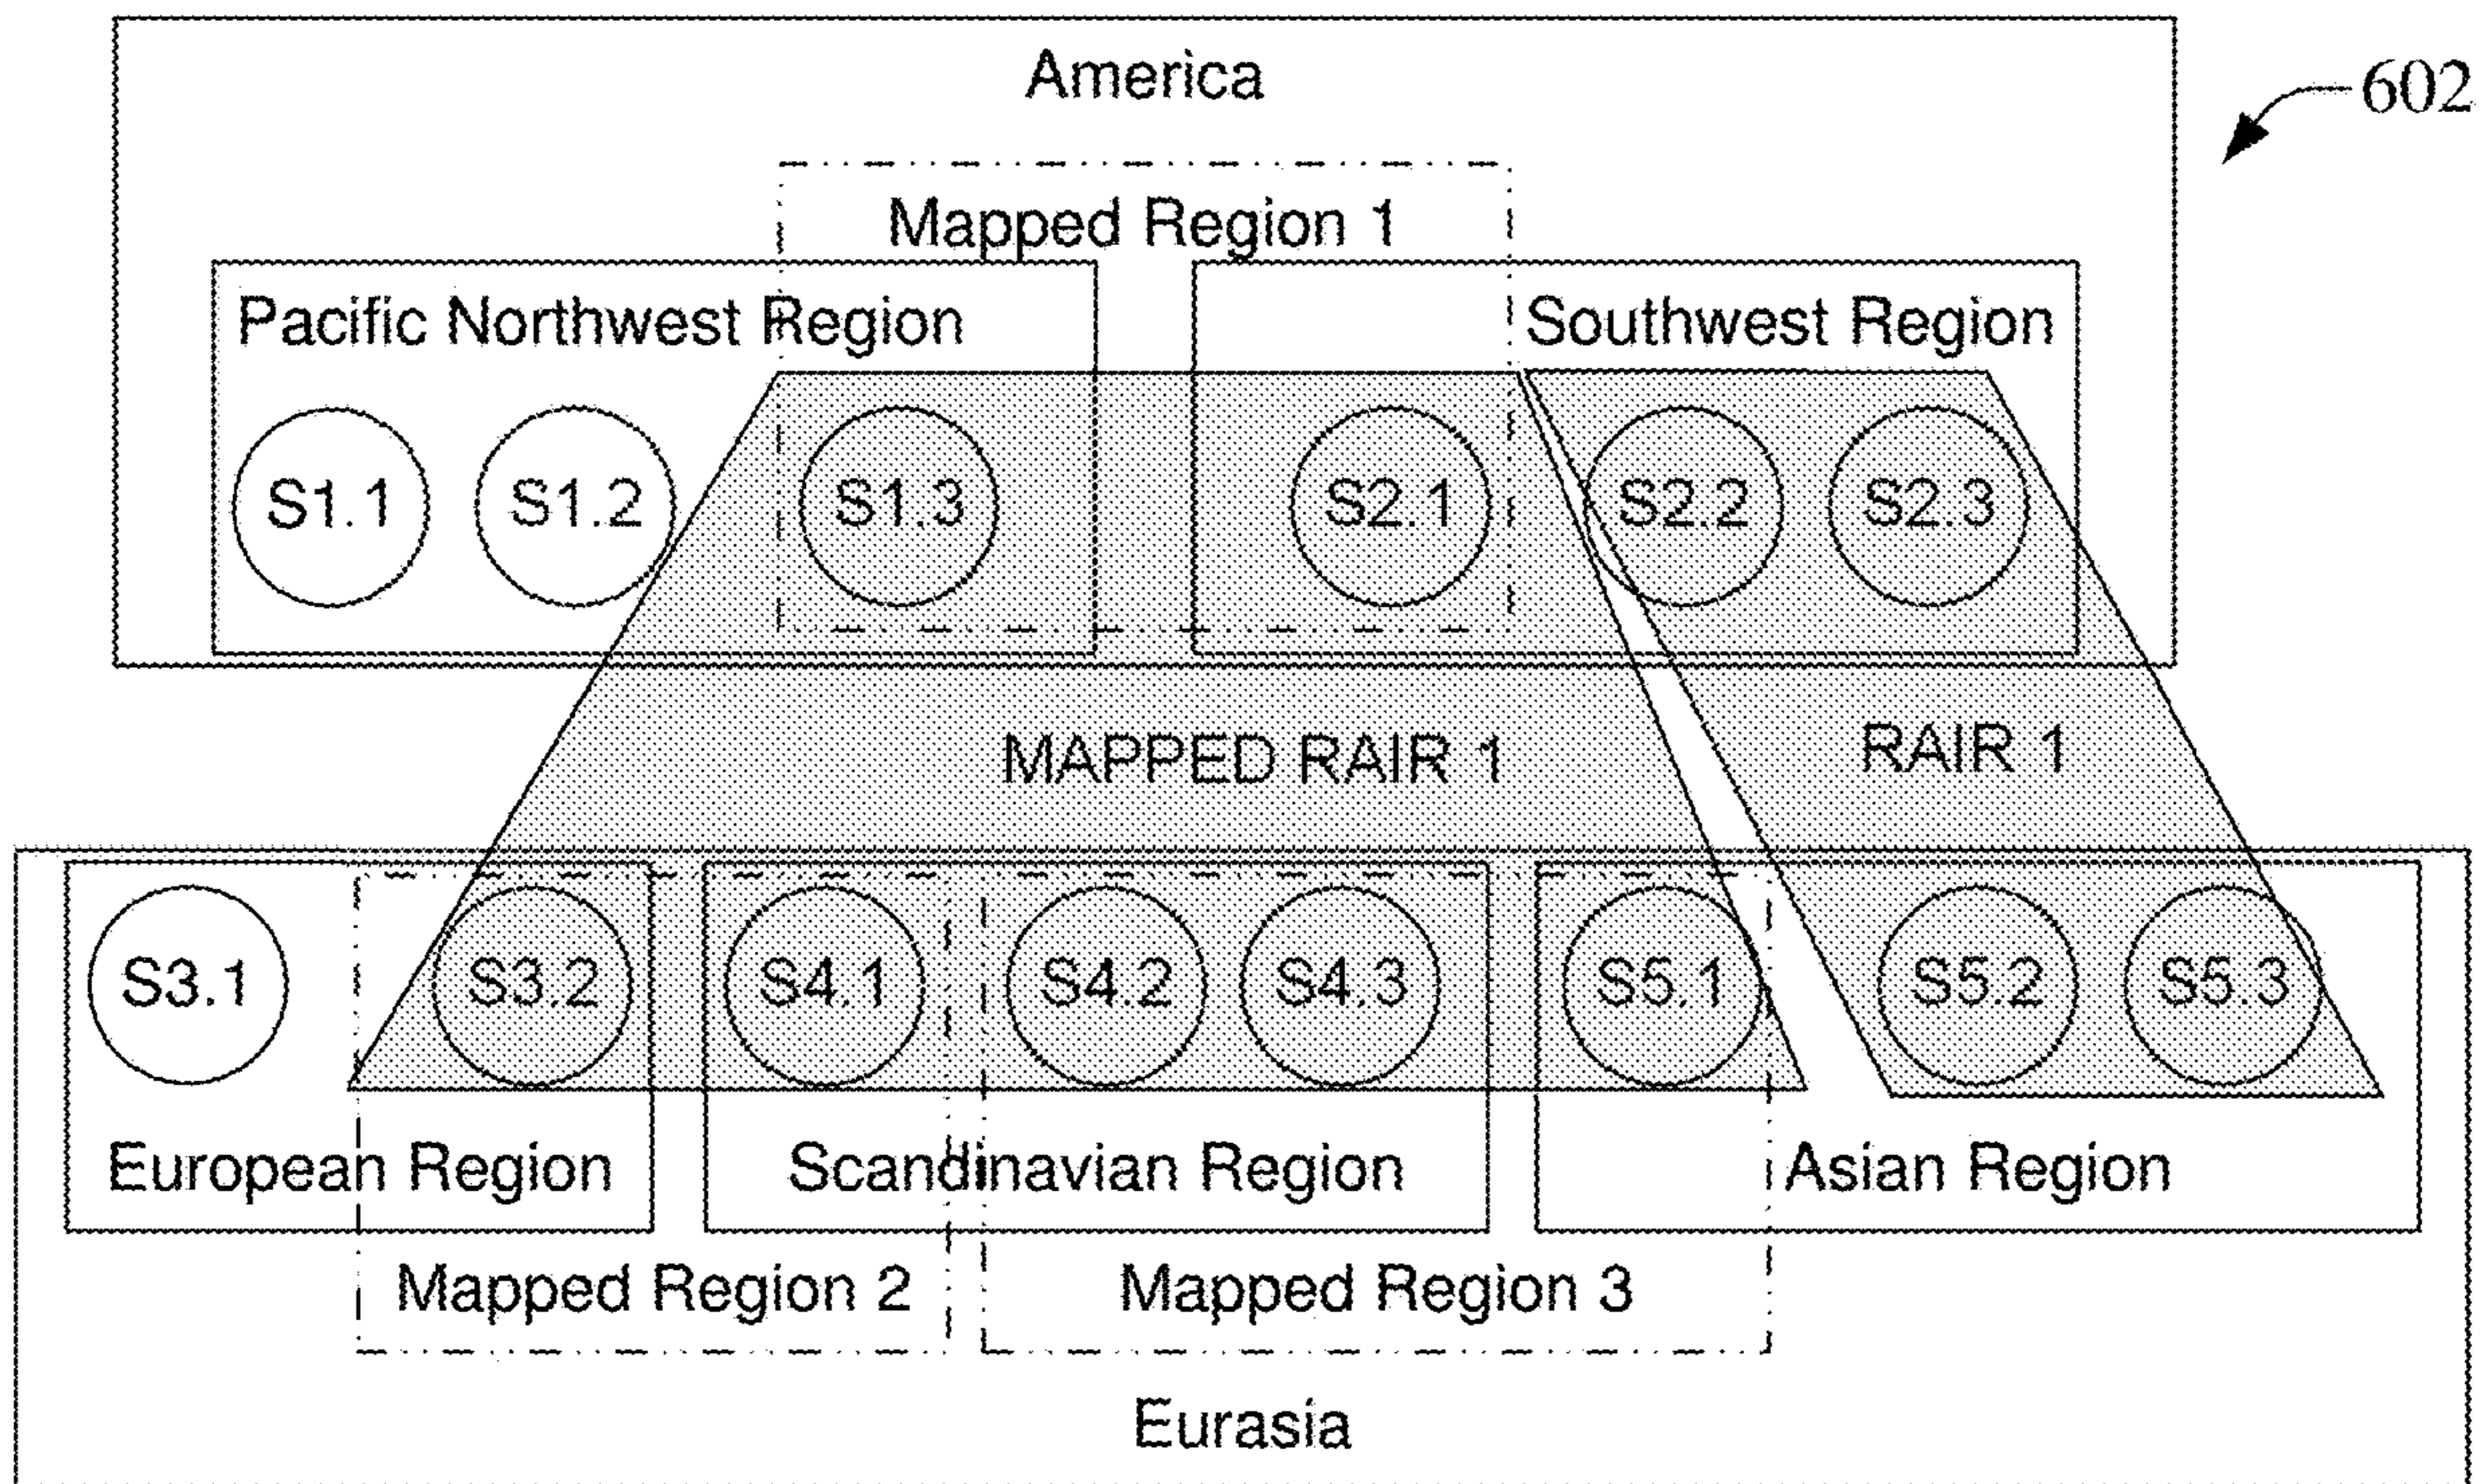 America
602
Mapped Region 1
Pacific Northwest Region
Southwest Region
S1.1 S1.2 S1.3 S2.1 S2.2 S2.3
MAPPED RAIR 1
RAIR 1
S3.1 S3.2 S4.1 S4.2 S4.3 S5.1 S5.2 S5.3
European Region
Scandinavian Region
Asian Region
Mapped Region 2
Mapped Region 3
Eurasia